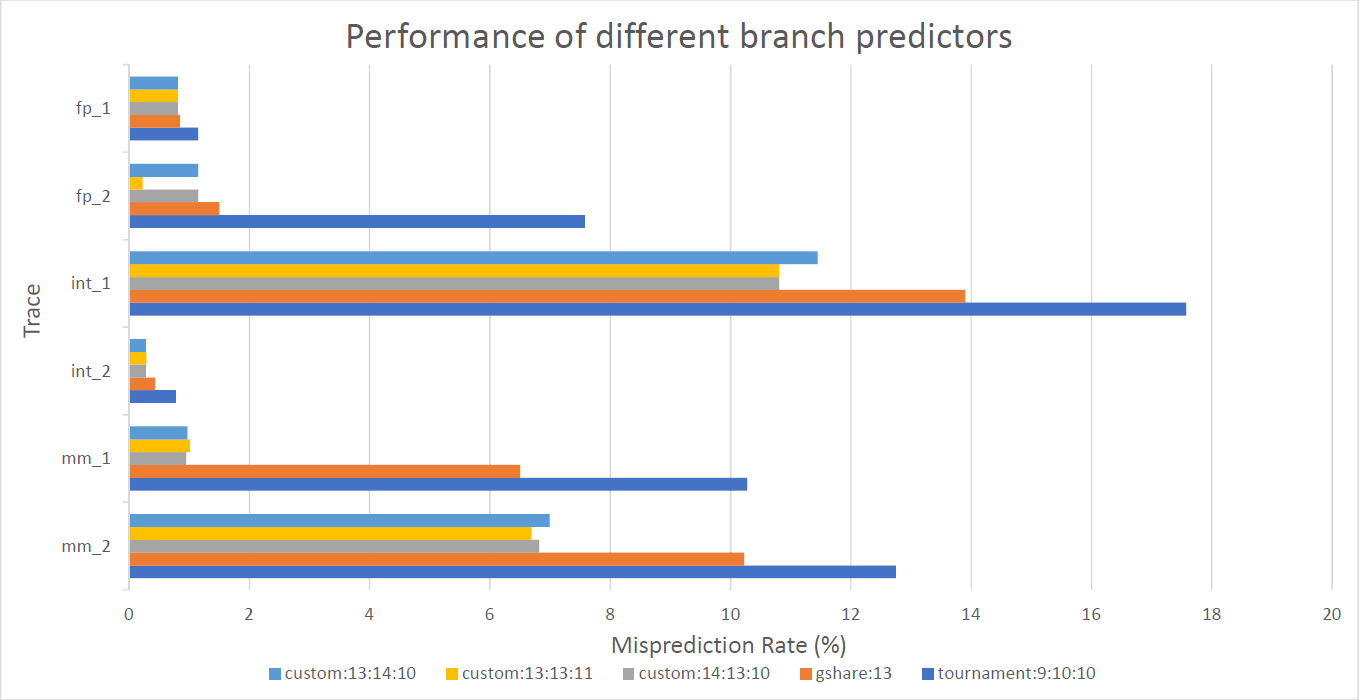 Performance of different branch predictors
Trace
fp_1
fp_2
int_1
int_2
mm_1
mm_2
0 2 4 6 8 10 12 14 16 18 20
Misprediction Rate (%)
custom:13:14:10 custom:13:13:11 custom:14:13:10 gshare:13 tournament:9:10:10